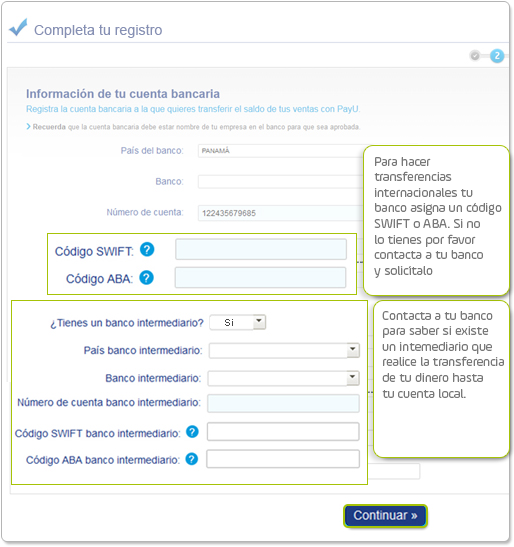 Completa tu registro
2
Información de tu cuenta bancaria
Registra la cuenta bancaria a la que quieres transferir el saldo de tus ventas con PayU.
Recuerda que la cuenta bancaria debe estar nombre de tu empresa en el banco para que sea aprobada.
País del banco: PANAMÁ
Banco:
Número de cuenta: 122435679685
Código SWIFT: ?
Código ABA: ?
Para hacer
transferencias
internacionales tu
banco asigna un código
SWIFT o ABA. Si no
lo tienes por favor
contacta a tu banco
y solicítalo
¿Tienes un banco intermediario? Si
País banco intermediario:
Banco intermediario:
Número de cuenta banco intermediario:
Código SWIFT banco intermediario: ?
Código ABA banco intermediario: ?
Contacta a tu banco
para saber si existe
un intemediario que
realice la transferencia
de tu dinero hasta
tu cuenta local.
Continuar »